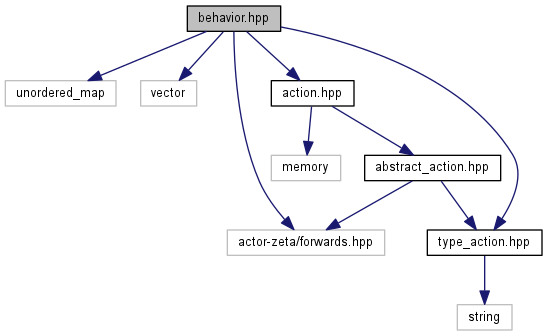 behavior.hpp
unordered_map
vector
action.hpp
memory
abstract_action.hpp
actor-zeta/forwards.hpp
type_action.hpp
string